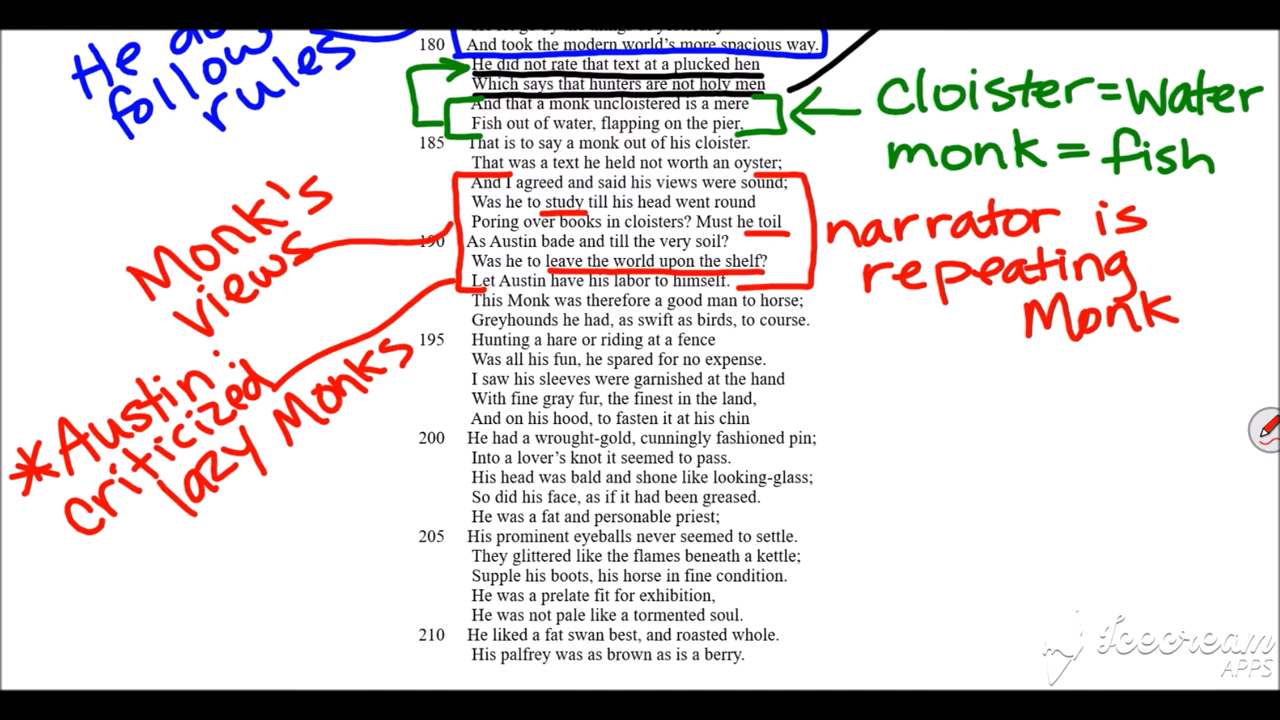 He do
follow
rules
180 And took the modern world's more spacious way.
He did not rate that text at a plucked hen
Which says that hunters are not holy men
And that a monk uncloistered is a mere
Fish out of water, flapping on the pier,
185 That is to say a monk out of his cloister.
That was a text he held not worth an oyster;
And I agreed and said his views were sound;
Was he to study till his head went round
Poring over books in cloisters? Must he toil
190 As Austin bade and till the very soil?
Was he to leave the world upon the shelf?
Let Austin have his labor to himself.
This Monk was therefore a good man to horse;
Greyhounds he had, as swift as birds, to course.
195 Hunting a hare or riding at a fence
Was all his fun, he spared for no expense.
I saw his sleeves were garnished at the hand
With fine gray fur, the finest in the land,
And on his hood, to fasten it at his chin
200 He had a wrought-gold, cunningly fashioned pin;
Into a lover's knot it seemed to pass.
His head was bald and shone like looking-glass;
So did his face, as if it had been greased.
He was a fat and personable priest;
205 His prominent eyeballs never seemed to settle.
They glittered like the flames beneath a kettle;
Supple his boots, his horse in fine condition.
He was a prelate fit for exhibition,
He was not pale like a tormented soul.
210 He liked a fat swan best, and roasted whole.
His palfrey was as brown as is a berry.
cloister=water
monk = fish
Monk's
views
narrator is
repeating
Monk
*Austin:
criticized
lazy Monks
Icecream
APPS